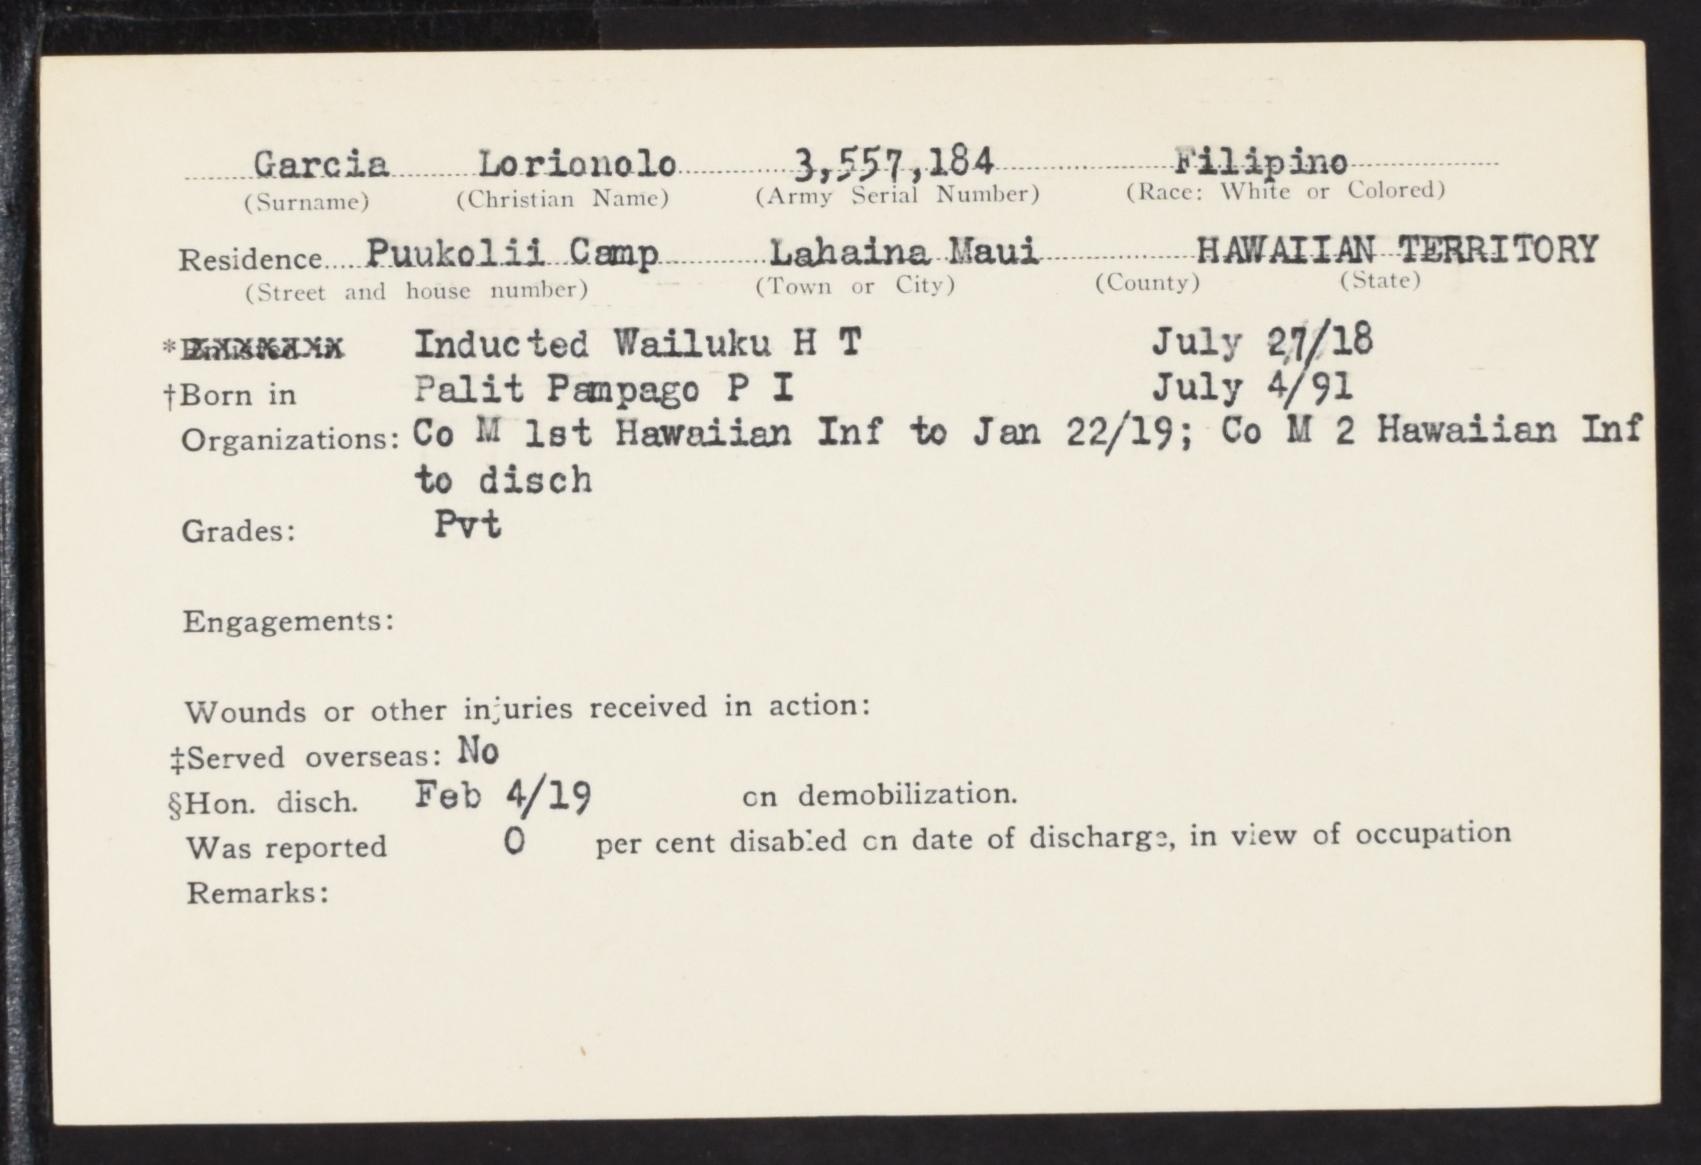 Garcia Lorionolo 3,557,184 Filipino
(Surname) (Christian Name) (Army Serial Number) (Race: White or Colored)
Residence Puukolii Camp Lahaina Maui HAWAIIAN TERRITORY
(Street and house number) (Town or City) (County) (State)
*Enlisted in Inducted Wailuku H T July 27/18
†Born in Palit Pampago P I July 4/91
Organizations: Co M 1st Hawaiian Inf to Jan 22/19; Co M 2 Hawaiian Inf
to disch
Grades: Pvt
Engagements:
Wounds or other injuries received in action:
‡Served overseas: No
§Hon. disch. Feb 4/19 on demobilization.
Was reported 0 per cent disabled on date of discharge, in view of occupation
Remarks: